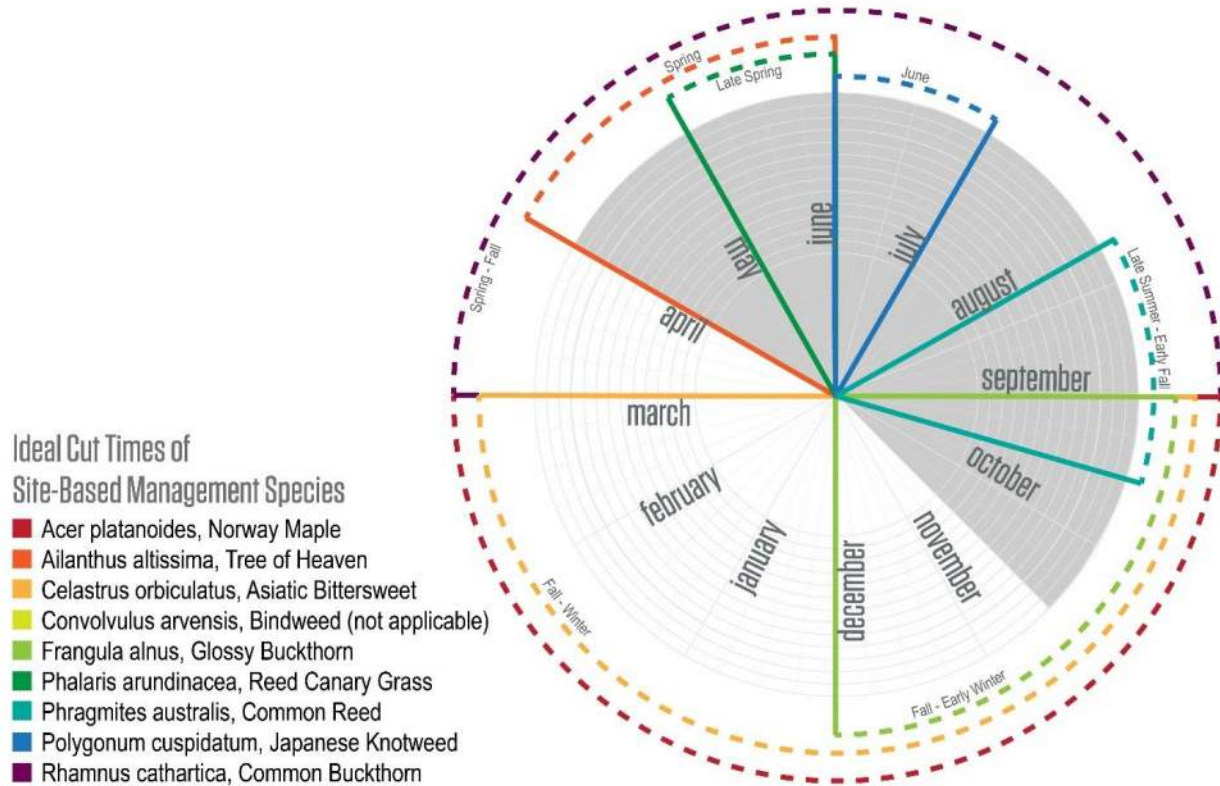 Spring
Late Spring
June
Spring - Fall
Late Summer - Early Fall
Fall - Winter
Fall - Early Winter
june
may
july
april
august
march
september
february
october
january
november
december
Ideal Cut Times of
Site-Based Management Species
Acer platanoides, Norway Maple
Ailanthus altissima, Tree of Heaven
Celastrus orbiculatus, Asiatic Bittersweet
Convolvulus arvensis, Bindweed (not applicable)
Frangula alnus, Glossy Buckthorn
Phalaris arundinacea, Reed Canary Grass
Phragmites australis, Common Reed
Polygonum cuspidatum, Japanese Knotweed
Rhamnus cathartica, Common Buckthorn